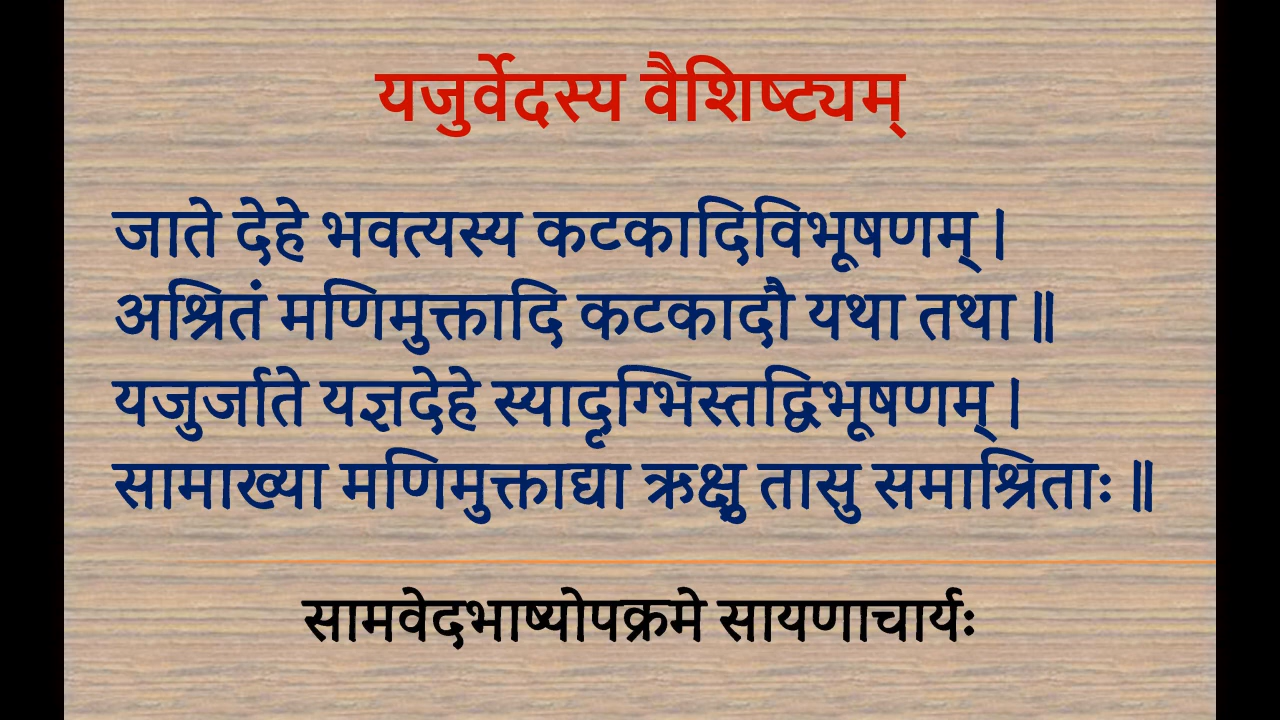 यजुर्वेदस्य वैशिष्ट्यम्
जाते देहे भवत्यस्य कटकादिविभूषणम् ।
अश्रितं मणिमुक्तादि कटकादौ यथा तथा ॥
यजुर्जाते यज्ञदेहे स्यादृग्भिस्तद्विभूषणम् ।
सामाख्या मणिमुक्ताद्या ऋक्षु तासु समाश्रिताः ॥
सामवेदभाष्योपक्रमे सायणाचार्यः